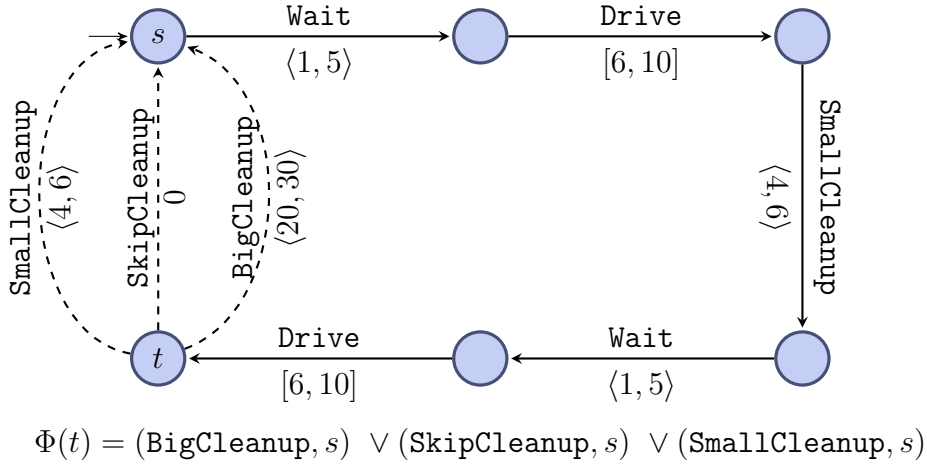 s
Wait
⟨1, 5⟩
Drive
[6, 10]
SmallCleanup
⟨4, 6⟩
SkipCleanup
0
BigCleanup
⟨20, 30⟩
SmallCleanup
⟨4, 6⟩
t
Drive
[6, 10]
Wait
⟨1, 5⟩
Φ(t) = (BigCleanup, s) ∨ (SkipCleanup, s) ∨ (SmallCleanup, s)